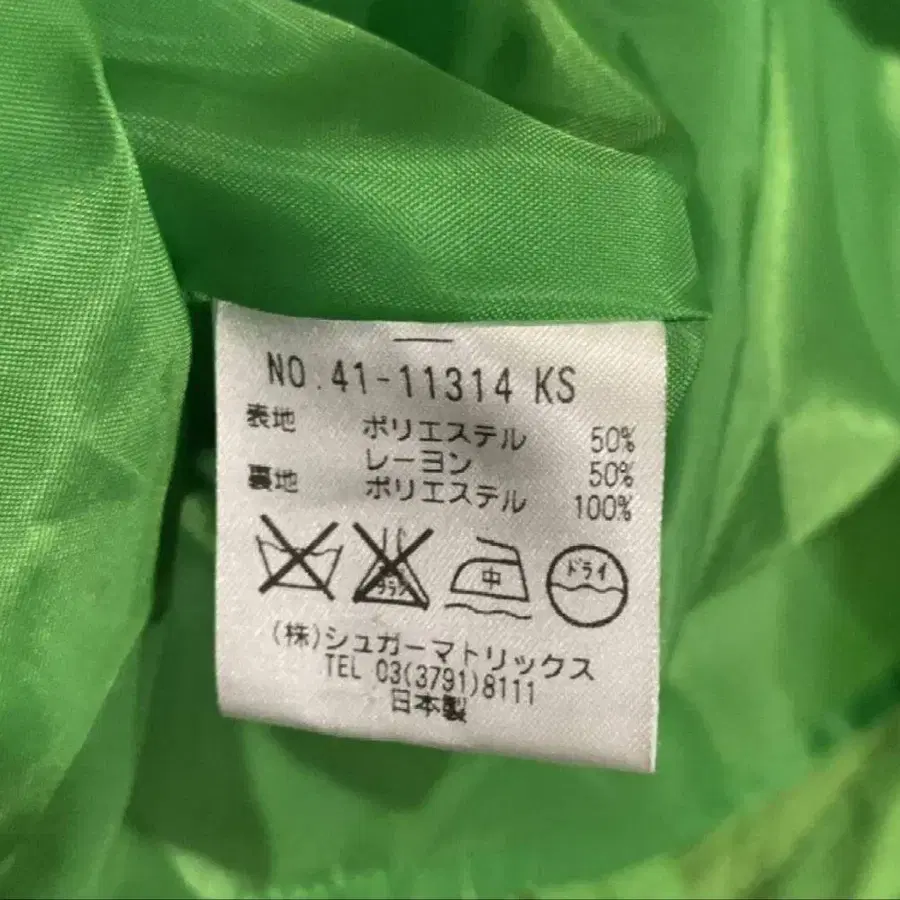 NO.41-11314 KS
表地 ポリエステル 50%
レーヨン 50%
裏地 ポリエステル 100%
中 ドライ
(株)シュガーマトリックス
TEL 03(3791)8111
日本製